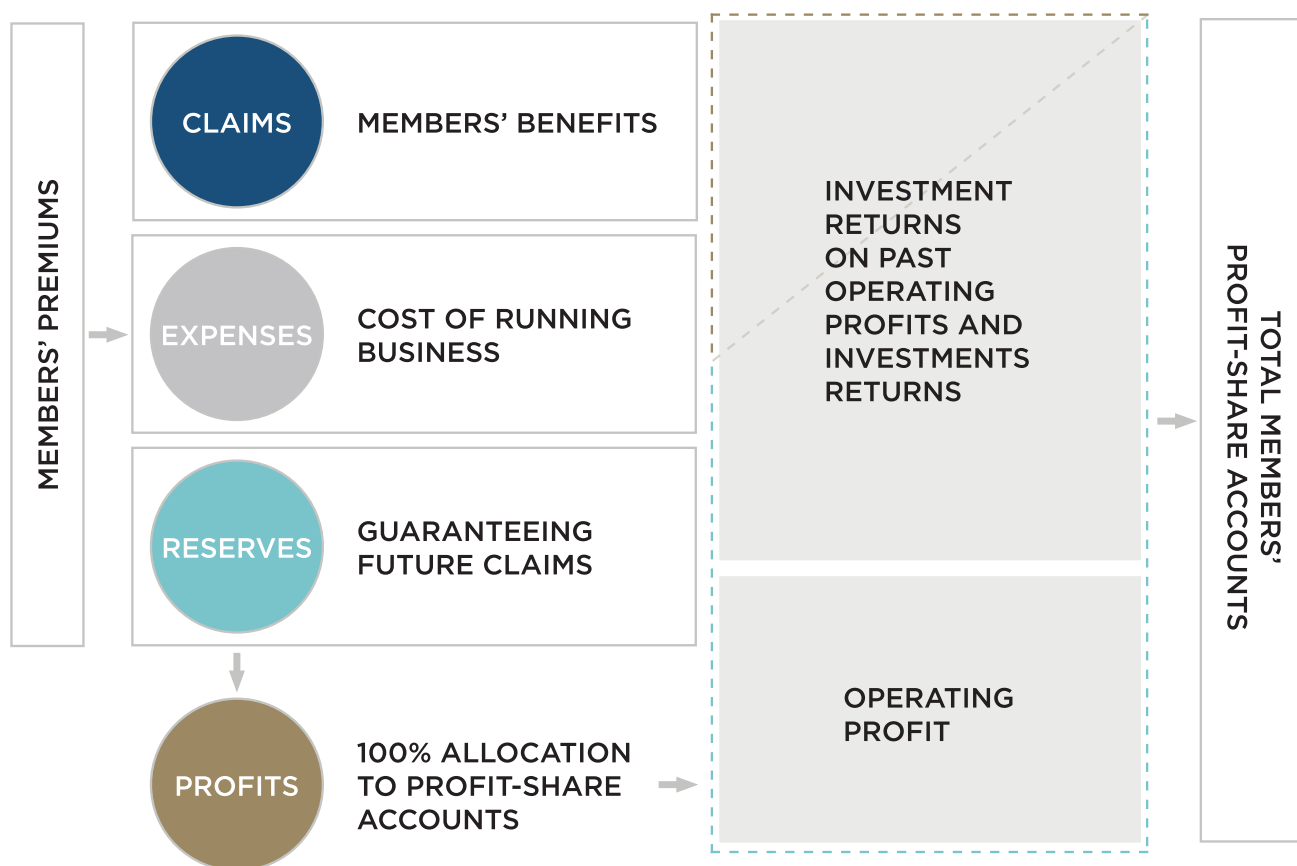 MEMBERS’ PREMIUMS
CLAIMS
MEMBERS’ BENEFITS
EXPENSES
COST OF RUNNING
BUSINESS
RESERVES
GUARANTEEING
FUTURE CLAIMS
PROFITS
100% ALLOCATION
TO PROFIT-SHARE
ACCOUNTS
INVESTMENT
RETURNS
ON PAST
OPERATING
PROFITS AND
INVESTMENTS
RETURNS
OPERATING
PROFIT
TOTAL MEMBERS’
PROFIT-SHARE ACCOUNTS